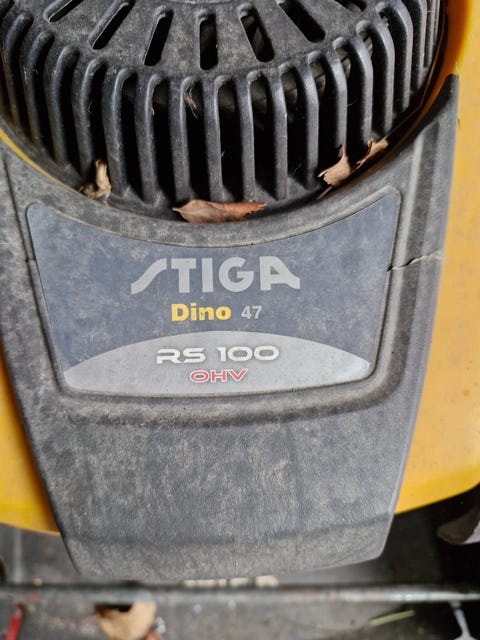 STIGA
Dino 47
RS 100
OHV